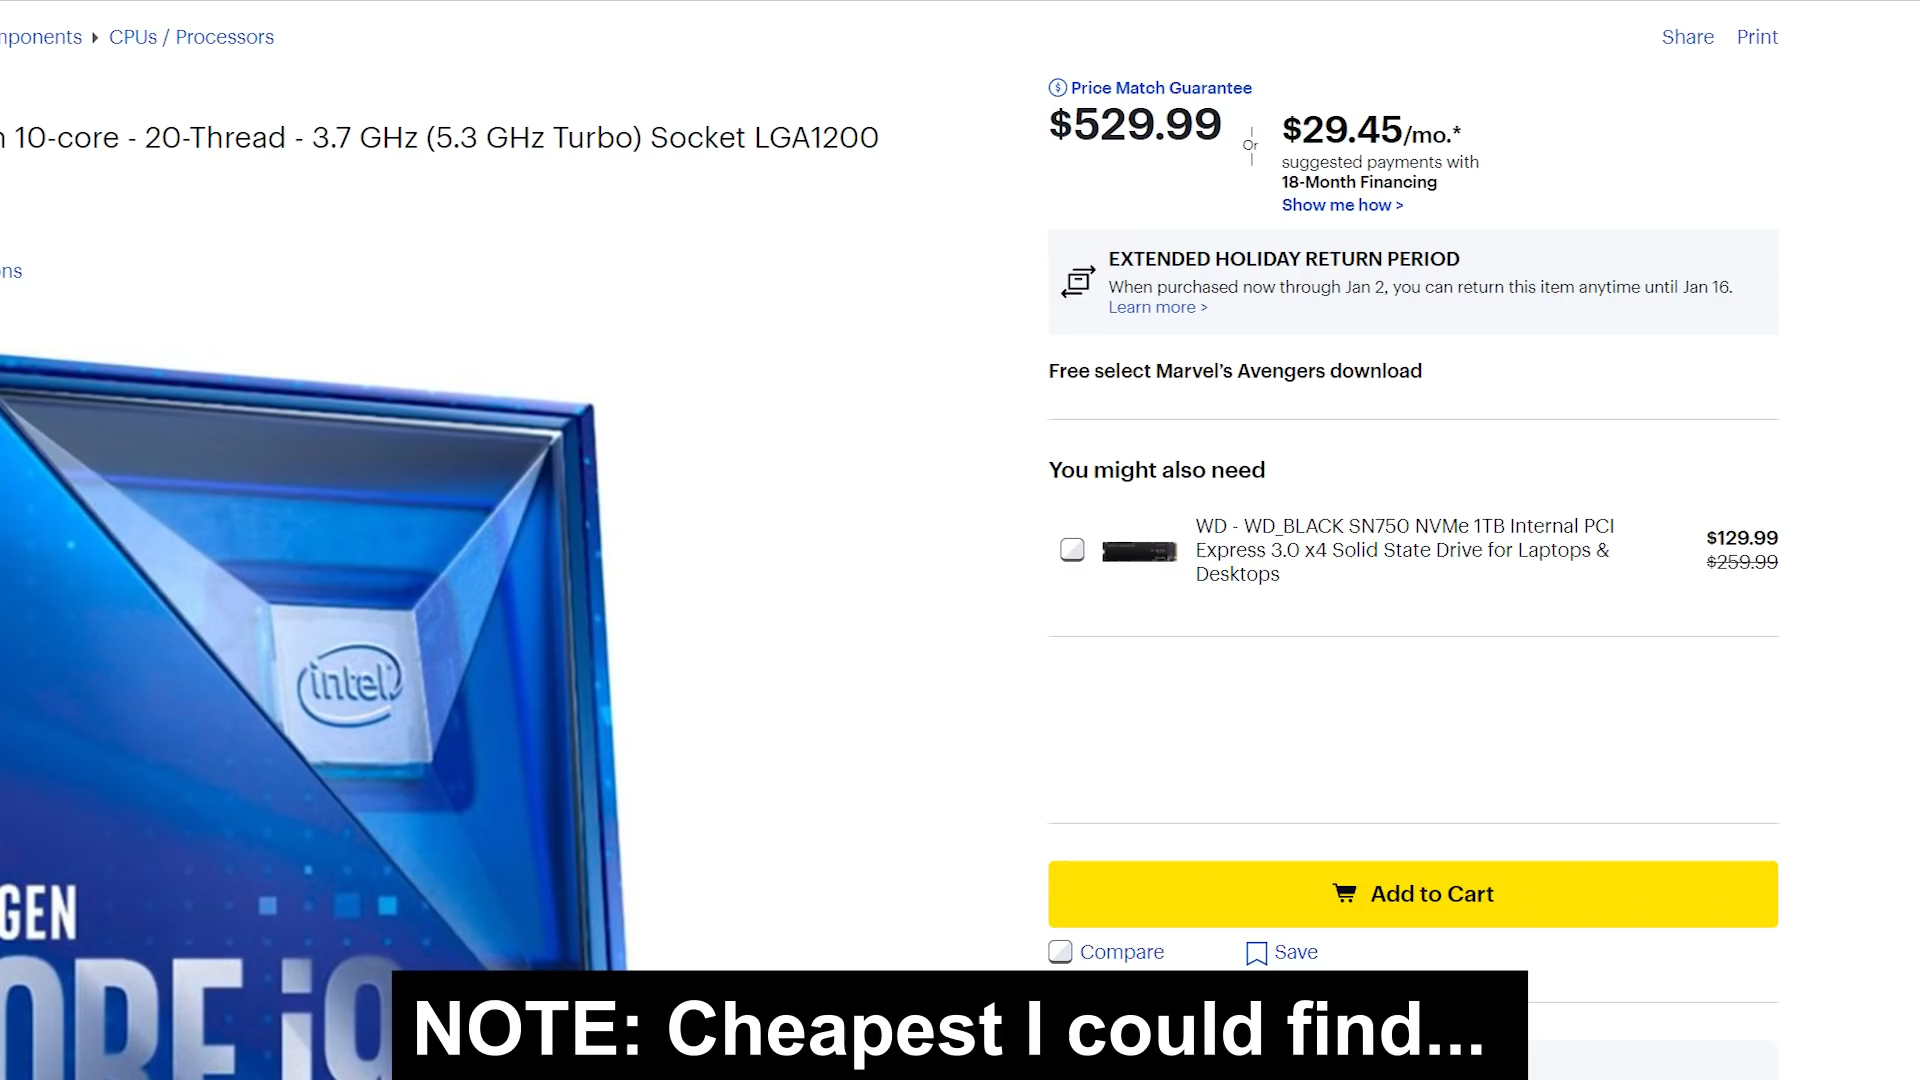 CPUs / Processors
Share Print
Price Match Guarantee
10-core - 20-Thread - 3.7 GHz (5.3 GHz Turbo) Socket LGA1200
$529.99
Or
$29.45/mo.*
suggested payments with
18-Month Financing
Show me how >
EXTENDED HOLIDAY RETURN PERIOD
When purchased now through Jan 2, you can return this item anytime until Jan 16.
Learn more >
Free select Marvel's Avengers download
You might also need
WD - WD_BLACK SN750 NVMe 1TB Internal PCI
Express 3.0 x4 Solid State Drive for Laptops &
Desktops
$129.99
$259.99
intel
GEN
i9
Add to Cart
Compare
Save
NOTE: Cheapest I could find...